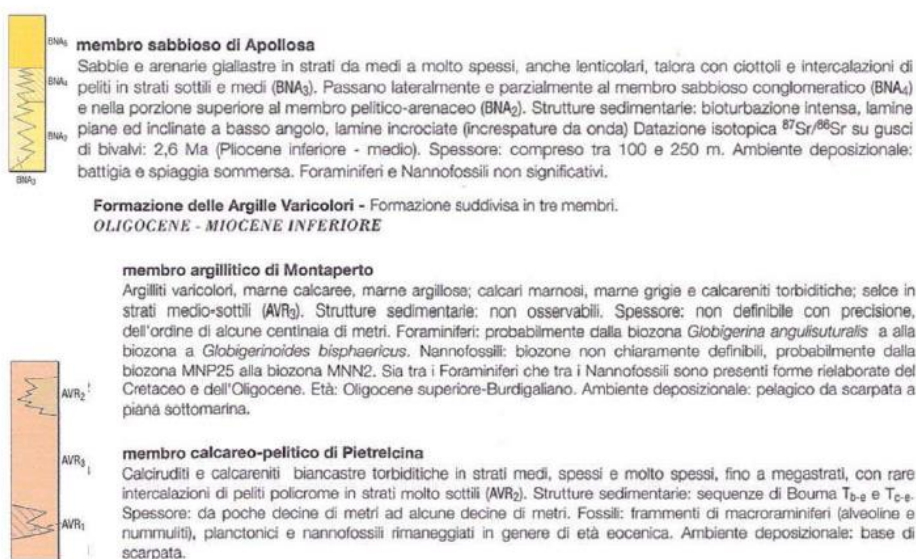 BNA5
BNA4
BNA2
BNA3
membro sabbioso di Apollosa
Sabbie e arenarie giallastre in strati da medi a molto spessi, anche lenticolari, talora con ciottoli e intercalazioni di
peliti in strati sottili e medi (BNA3). Passano lateralmente e parzialmente al membro sabbioso conglomeratico (BNA4)
e nella porzione superiore al membro pelitico-arenaceo (BNA2). Strutture sedimentarie: bioturbazione intensa, lamine
piane ed inclinate a basso angolo, lamine incrociate (increspature da onda) Datazione isotopica 87Sr/86Sr su gusci
di bivalvi: 2,6 Ma (Pliocene inferiore - medio). Spessore: compreso tra 100 e 250 m. Ambiente deposizionale:
battigia e spiaggia sommersa. Foraminiferi e Nannofossili non significativi.
Formazione delle Argille Varicolori - Formazione suddivisa in tre membri.
OLIGOCENE - MIOCENE INFERIORE
membro argillitico di Montaperto
Argilliti varicolori, marne calcaree, marne argillose; calcari marnosi, marne grigie e calcareniti torbiditiche; selce in
strati medio-sottili (AVR3). Strutture sedimentarie: non osservabili. Spessore: non definibile con precisione,
dell'ordine di alcune centinaia di metri. Foraminiferi: probabilmente dalla biozona Globigerina angulisuturalis a alla
biozona a Globigerinoides bisphaericus. Nannofossili: biozone non chiaramente definibili, probabilmente dalla
biozona MNP25 alla biozona MNN2. Sia tra i Foraminiferi che tra i Nannofossili sono presenti forme rielaborate del
Cretaceo e dell'Oligocene. Età: Oligocene superiore-Burdigaliano. Ambiente deposizionale: pelagico da scarpata a
piana sottomarina.
AVR2
AVR3
AVR1
membro calcareo-pelitico di Pietrelcina
Calciruditi e calcareniti biancastre torbiditiche in strati medi, spessi e molto spessi, fino a megastrati, con rare
intercalazioni di peliti policrome in strati molto sottili (AVR2). Strutture sedimentarie: sequenze di Bouma Tb-e e Tc-e.
Spessore: da poche decine di metri ad alcune decine di metri. Fossili: frammenti di macroraminiferi (alveoline e
nummuliti), planctonici e nannofossili rimaneggiati in genere di età eocenica. Ambiente deposizionale: base di
scarpata.